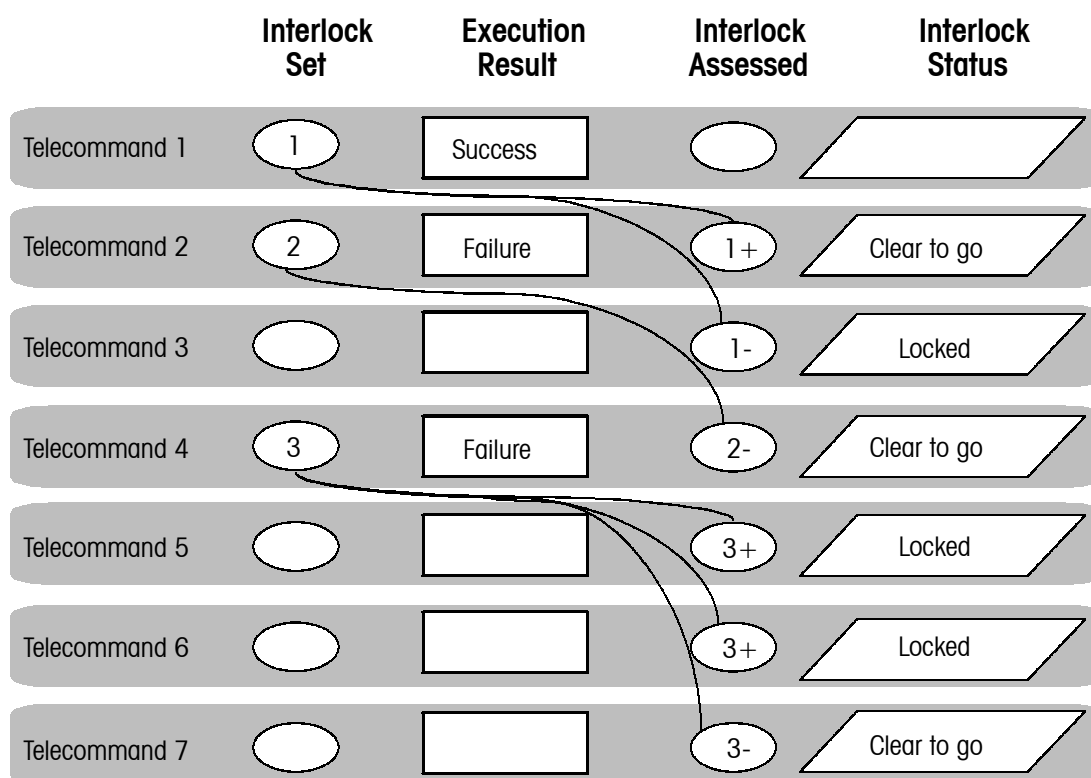 Interlock Set
Execution Result
Interlock Assessed
Interlock Status
Telecommand 1
1
Success
Telecommand 2
2
Failure
1+
Clear to go
Telecommand 3
1-
Locked
Telecommand 4
3
Failure
2-
Clear to go
Telecommand 5
3+
Locked
Telecommand 6
3+
Locked
Telecommand 7
3-
Clear to go